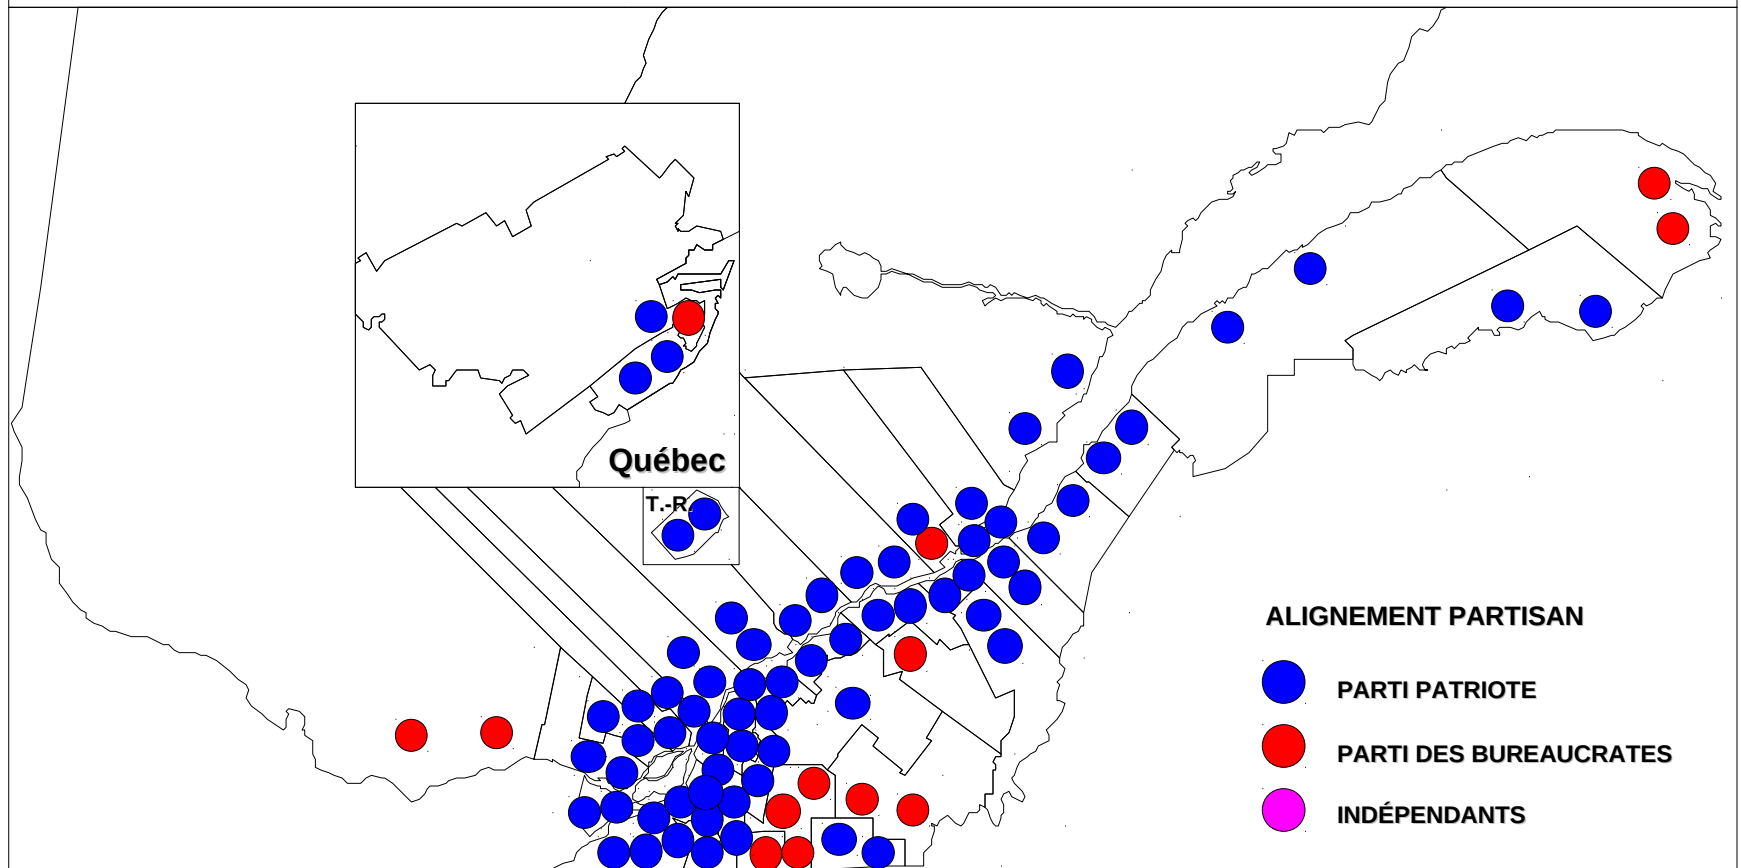 Québec
T.-R.
ALIGNEMENT PARTISAN
PARTI PATRIOTE
PARTI DES BUREAUCRATES
INDÉPENDANTS